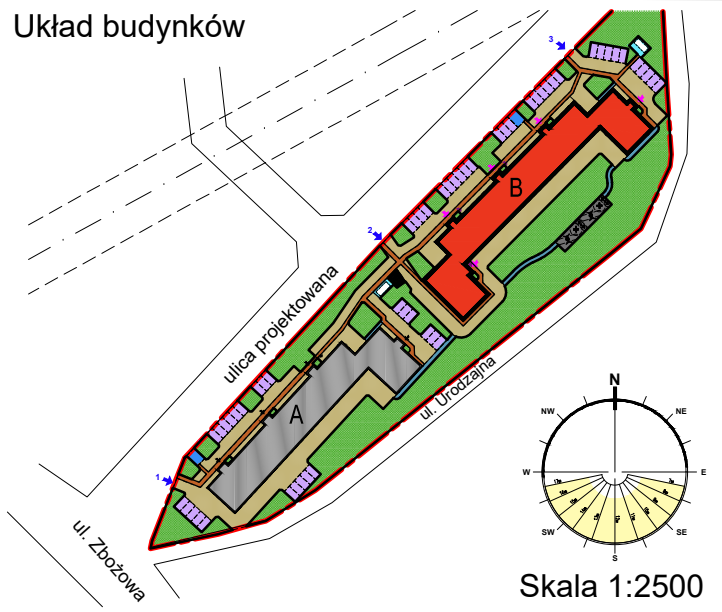 Układ budynków
3
B
2
ulica projektowana
ul. Urodzajna
A
1
ul. Zbożowa
N
NW
NE
W
E
SW
SE
S
Skala 1:2500